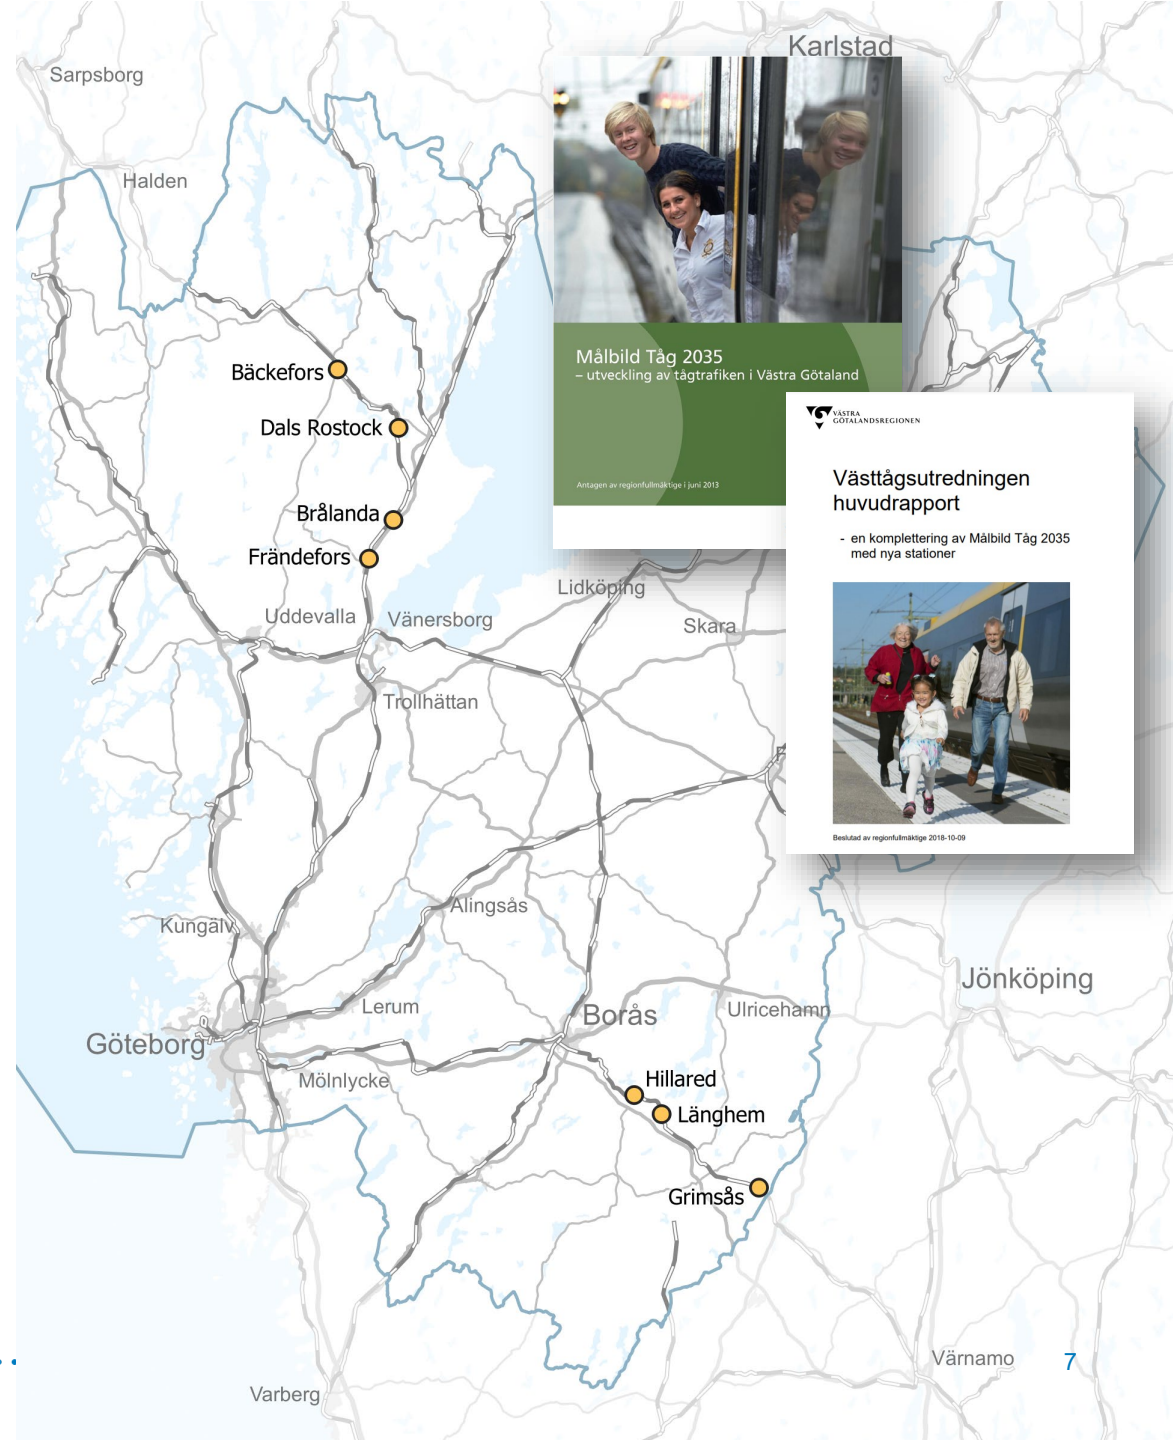 Karlstad
Sarpsborg
Halden
Bäckefors
Dals Rostock
Brålanda
Frändefors
Uddevalla
Vänersborg
Trollhättan
Lidköping
Skara
Målbild Tåg 2035
– utveckling av tågtrafiken i Västra Götaland
Antagen av regionfullmäktige i juni 2013
VÄSTRA
GÖTALANDSREGIONEN
Västtågsutredningen
huvudrapport
- en komplettering av Målbild Tåg 2035
med nya stationer
Beslutad av regionfullmäktige 2018-10-09
Kungälv
Alingsås
Lerum
Göteborg
Mölnlycke
Borås
Ulricehamn
Jönköping
Hillared
Länghem
Grimsås
Värnamo
Varberg
7